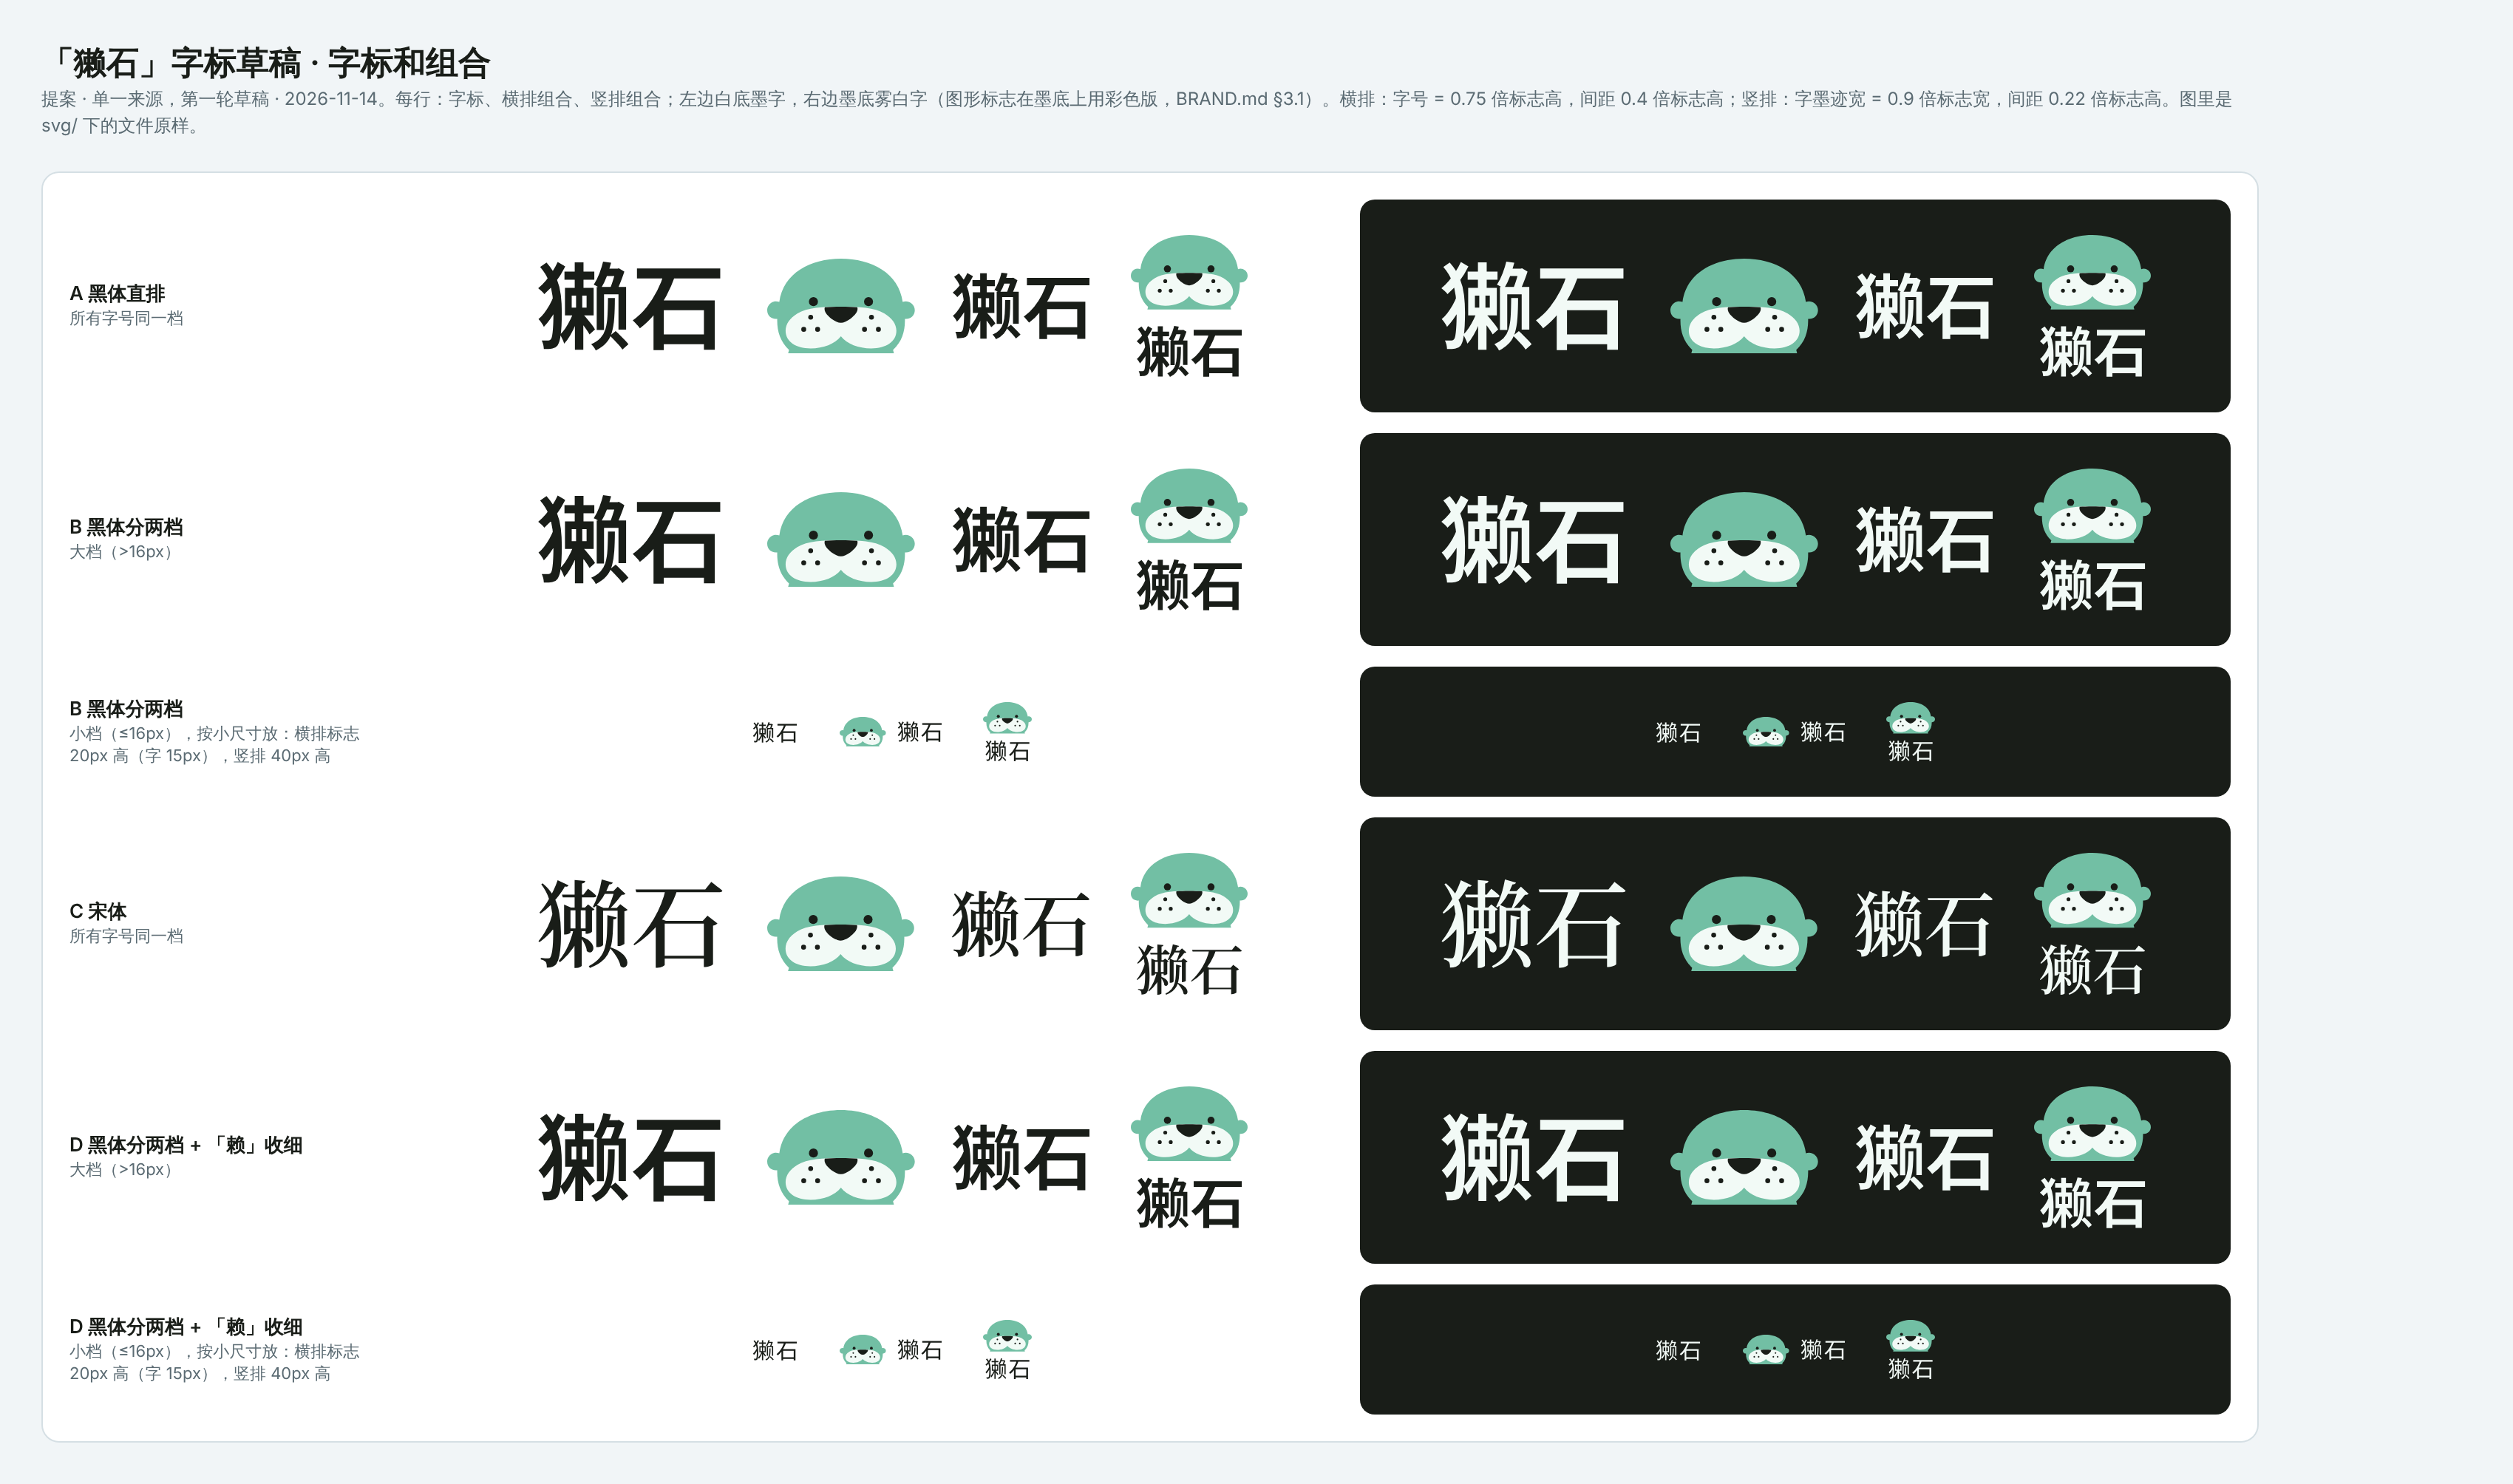 「獭石」字标草稿 · 字标和组合
提案 · 单一来源，第一轮草稿 · 2026-11-14。每行：字标、横排组合、竖排组合；左边白底墨字，右边墨底雾白字（图形标志在墨底上用彩色版，BRAND.md §3.1）。横排：字号 = 0.75 倍标志高，间距 0.4 倍标志高；竖排：字墨迹宽 = 0.9 倍标志宽，间距 0.22 倍标志高。图里是
svg/ 下的文件原样。
A 黑体直排
所有字号同一档
獭石 獭石 獭石 獭石 獭石 獭石
B 黑体分两档
大档（>16px）
獭石 獭石 獭石 獭石 獭石 獭石
B 黑体分两档
小档（≤16px），按小尺寸放：横排标志
20px 高（字 15px），竖排 40px 高
獭石 獭石 獭石 獭石 獭石 獭石
C 宋体
所有字号同一档
獭石 獭石 獭石 獭石 獭石 獭石
D 黑体分两档 + 「赖」收细
大档（>16px）
獭石 獭石 獭石 獭石 獭石 獭石
D 黑体分两档 + 「赖」收细
小档（≤16px），按小尺寸放：横排标志
20px 高（字 15px），竖排 40px 高
獭石 獭石 獭石 獭石 獭石 獭石